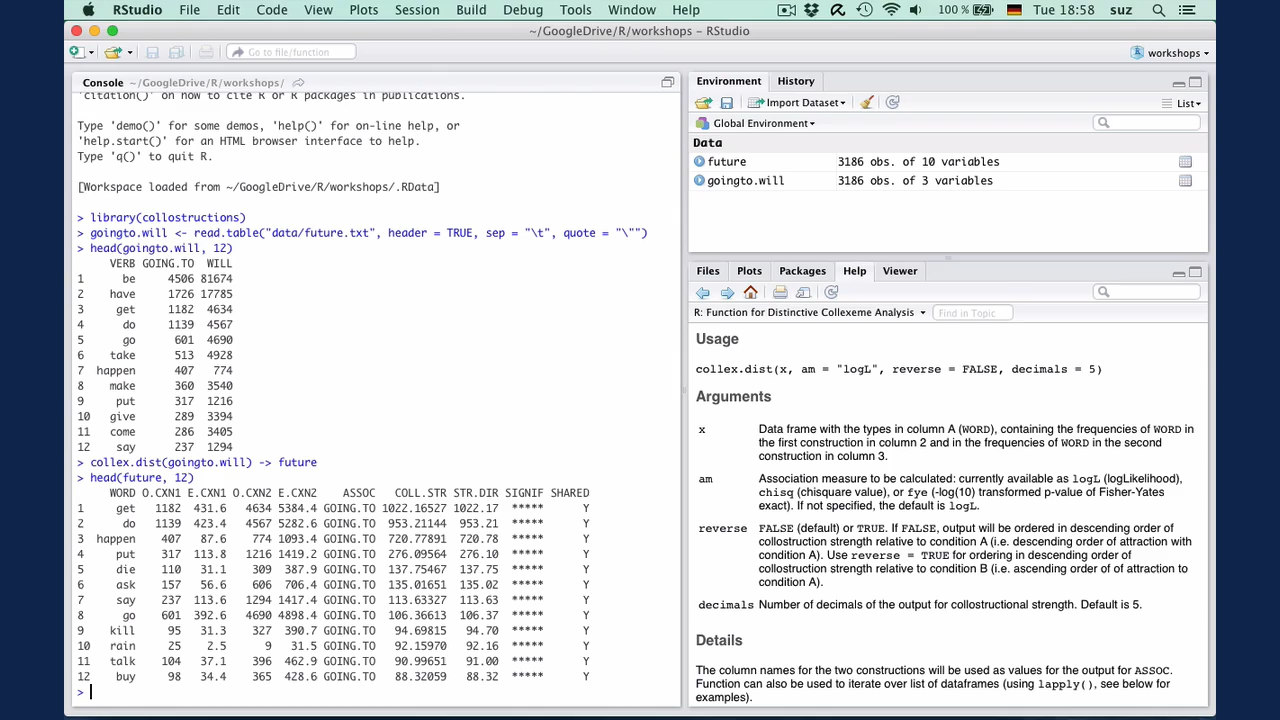 RStudio File Edit Code View Plots Session Build Debug Tools Window Help 100 % Tue 18:58 suz
~/GoogleDrive/R/workshops – RStudio
Go to file/function workshops
Console ~/GoogleDrive/R/workshops/
'citation()' on how to cite R or R packages in publications.
Type 'demo()' for some demos, 'help()' for on-line help, or
'help.start()' for an HTML browser interface to help.
Type 'q()' to quit R.
[Workspace loaded from ~/GoogleDrive/R/workshops/.RData]
> library(collostructions)
> goingto.will <- read.table("data/future.txt", header = TRUE, sep = "\t", quote = "\"")
> head(goingto.will, 12)
VERB GOING.TO WILL
1 be 4506 81674
2 have 1726 17785
3 get 1182 4634
4 do 1139 4567
5 go 601 4690
6 take 513 4928
7 happen 407 774
8 make 360 3540
9 put 317 1216
10 give 289 3394
11 come 286 3405
12 say 237 1294
> collex.dist(goingto.will) -> future
> head(future, 12)
WORD O.CXN1 E.CXN1 O.CXN2 E.CXN2 ASSOC COLL.STR STR.DIR SIGNIF SHARED
1 get 1182 431.6 4634 5384.4 GOING.TO 1022.16527 1022.17 ***** Y
2 do 1139 423.4 4567 5282.6 GOING.TO 953.21144 953.21 ***** Y
3 happen 407 87.6 774 1093.4 GOING.TO 720.77891 720.78 ***** Y
4 put 317 113.8 1216 1419.2 GOING.TO 276.09564 276.10 ***** Y
5 die 110 31.1 309 387.9 GOING.TO 137.75467 137.75 ***** Y
6 ask 157 56.6 606 706.4 GOING.TO 135.01651 135.02 ***** Y
7 say 237 113.6 1294 1417.4 GOING.TO 113.63327 113.63 ***** Y
8 go 601 392.6 4690 4898.4 GOING.TO 106.36613 106.37 ***** Y
9 kill 95 31.3 327 390.7 GOING.TO 94.69815 94.70 ***** Y
10 rain 25 2.5 9 31.5 GOING.TO 92.15970 92.16 ***** Y
11 talk 104 37.1 396 462.9 GOING.TO 90.99651 91.00 ***** Y
12 buy 98 34.4 365 428.6 GOING.TO 88.32059 88.32 ***** Y
>
Environment History
Import Dataset List
Global Environment
Data
future 3186 obs. of 10 variables
goingto.will 3186 obs. of 3 variables
Files Plots Packages Help Viewer
R: Function for Distinctive Collexeme Analysis Find in Topic
Usage
collex.dist(x, am = "logL", reverse = FALSE, decimals = 5)
Arguments
x Data frame with the types in column A (WORD), containing the frequencies of WORD in
the first construction in column 2 and in the frequencies of WORD in the second
construction in column 3.
am Association measure to be calculated: currently available as logL (logLikelihood),
chisq (chisquare value), or fye (-log(10) transformed p-value of Fisher-Yates
exact). If not specified, the default is logL.
reverse FALSE (default) or TRUE. If FALSE, output will be ordered in descending order of
collostruction strength relative to condition A (i.e. descending order of attraction with
condition A). Use reverse = TRUE for ordering in descending order of
collostruction strength relative to condition B (i.e. ascending order of of attraction to
condition A).
decimals Number of decimals of the output for collostructional strength. Default is 5.
Details
The column names for the two constructions will be used as values for the output for ASSOC.
Function can also be used to iterate over list of dataframes (using lapply(), see below for
examples).